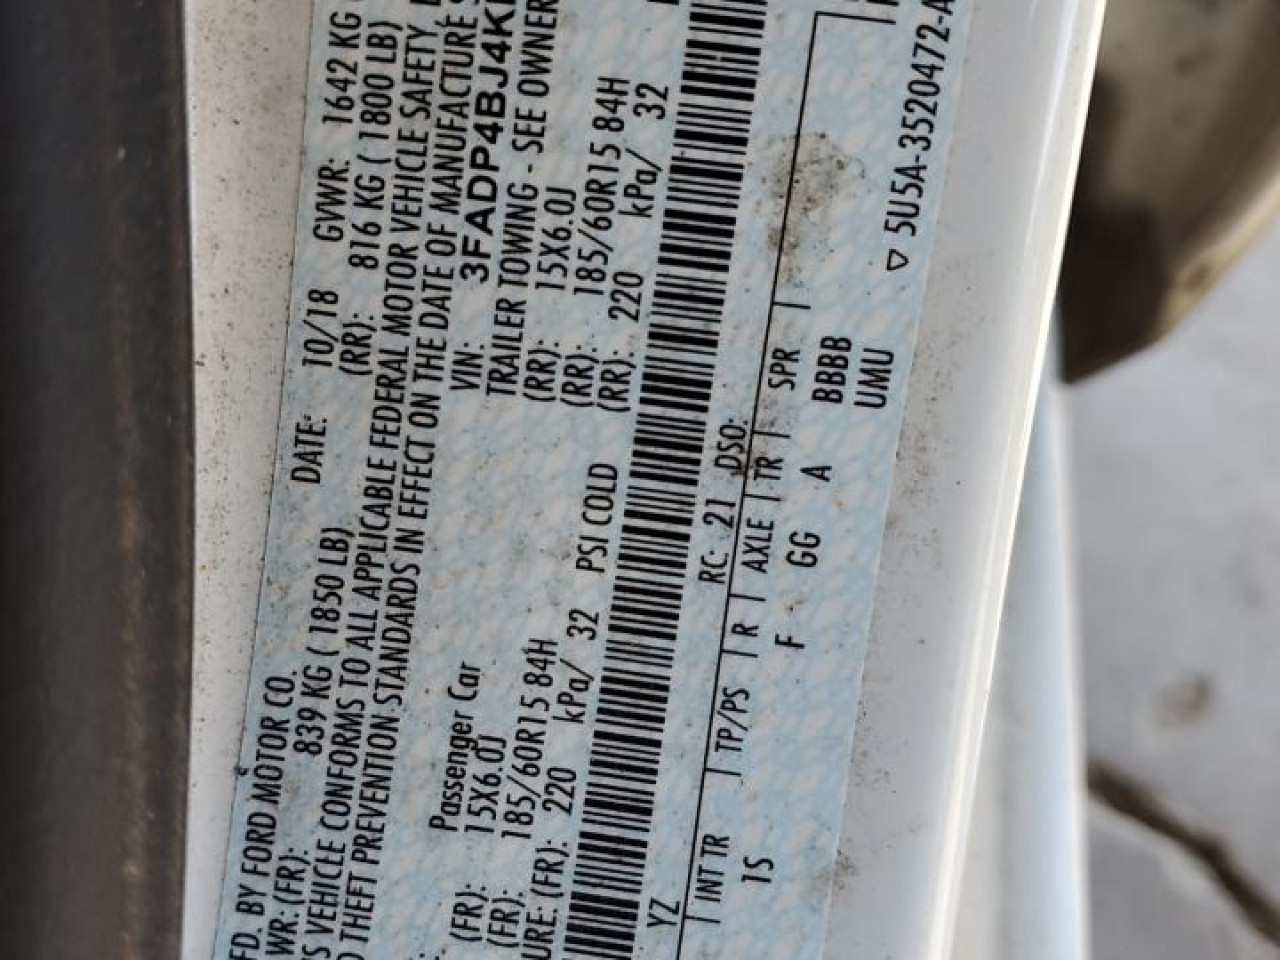 FD. BY FORD MOTOR CO. DATE: 10/18 GVWR: 1642 KG
WR: (FR): 839 KG ( 1850 LB) (RR): 816 KG ( 1800 LB)
S VEHICLE CONFORMS TO ALL APPLICABLE FEDERAL MOTOR VEHICLE SAFETY,
THEFT PREVENTION STANDARDS IN EFFECT ON THE DATE OF MANUFACTURE
VIN: 3FADP4BJ4K
Passenger Car TRAILER TOWING - SEE OWNER
(FR): 15X6.0J (RR): 15X6.0J
(FR): 185/60R15 84H (RR): 185/60R15 84H
URE: (FR): 220 kPa/ 32 PSI COLD (RR): 220 kPa/ 32
YZ RC: 21 DSO:
INT TR TP/PS R AXLE TR SPR
1S F GG A BBBB
UMU
▽ 5U5A-3520472-A